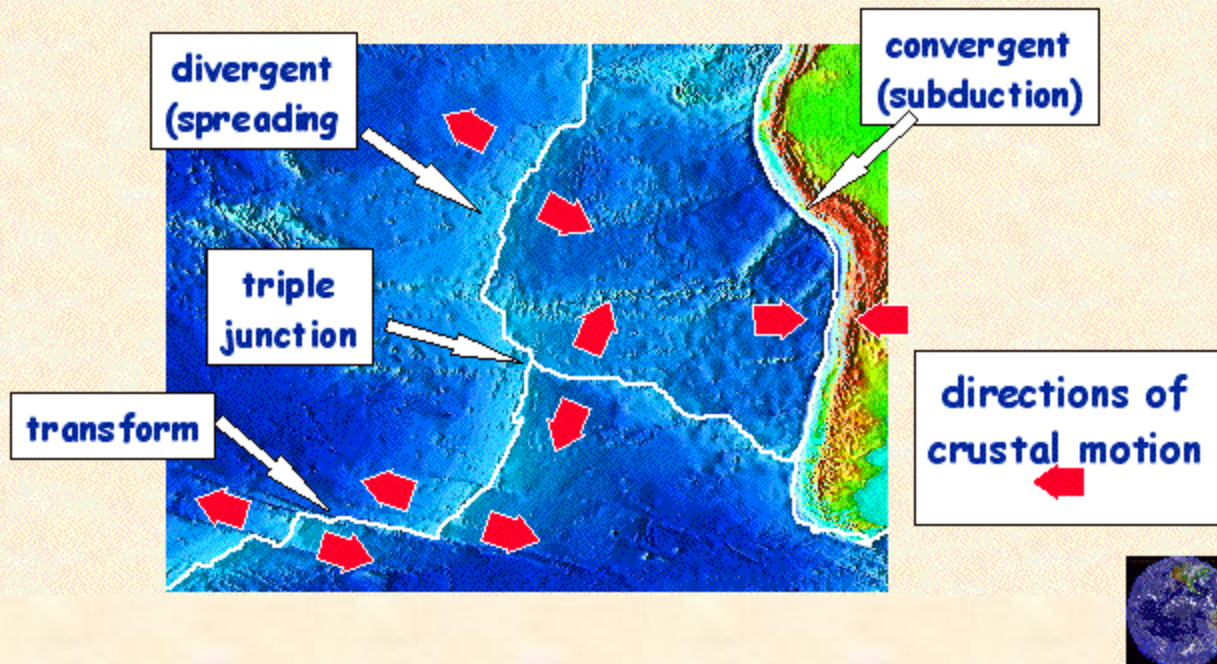 divergent
(spreading
convergent
(subduction)
triple
junction
transform
directions of
crustal motion